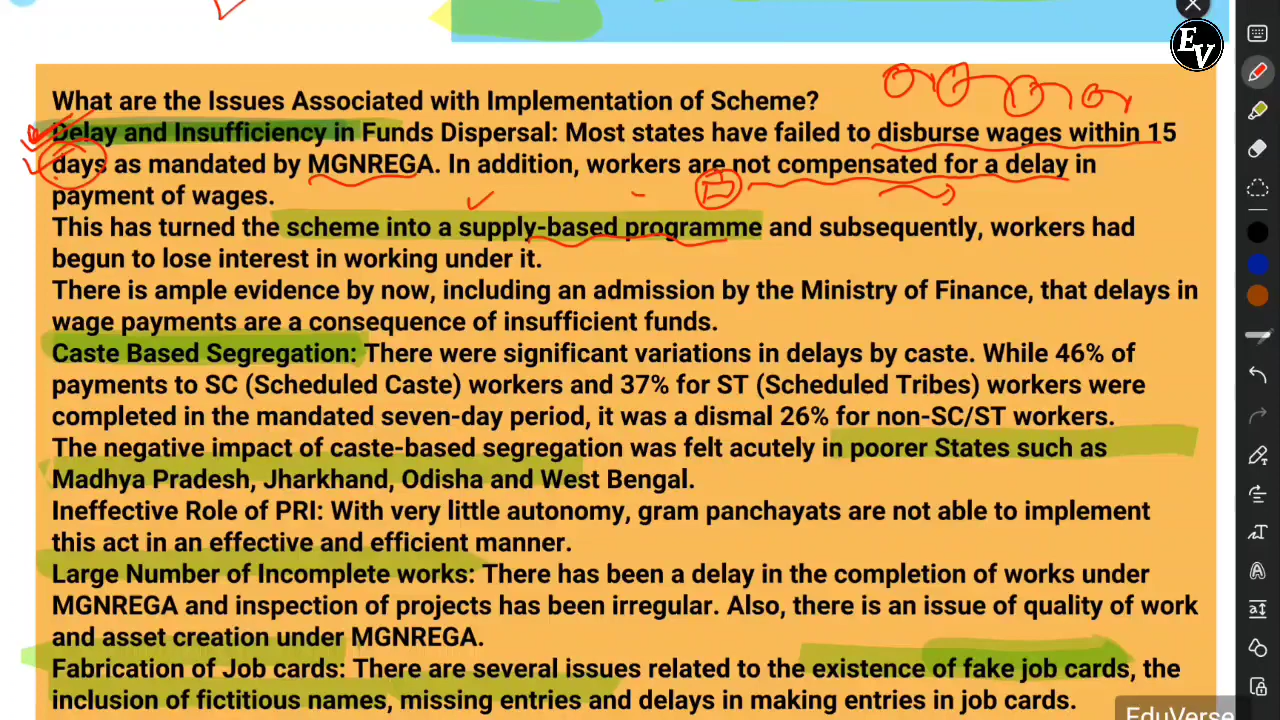 EV
What are the Issues Associated with Implementation of Scheme?
Delay and Insufficiency in Funds Dispersal: Most states have failed to disburse wages within 15
days as mandated by MGNREGA. In addition, workers are not compensated for a delay in
payment of wages.
This has turned the scheme into a supply-based programme and subsequently, workers had
begun to lose interest in working under it.
There is ample evidence by now, including an admission by the Ministry of Finance, that delays in
wage payments are a consequence of insufficient funds.
Caste Based Segregation: There were significant variations in delays by caste. While 46% of
payments to SC (Scheduled Caste) workers and 37% for ST (Scheduled Tribes) workers were
completed in the mandated seven-day period, it was a dismal 26% for non-SC/ST workers.
The negative impact of caste-based segregation was felt acutely in poorer States such as
Madhya Pradesh, Jharkhand, Odisha and West Bengal.
Ineffective Role of PRI: With very little autonomy, gram panchayats are not able to implement
this act in an effective and efficient manner.
Large Number of Incomplete works: There has been a delay in the completion of works under
MGNREGA and inspection of projects has been irregular. Also, there is an issue of quality of work
and asset creation under MGNREGA.
Fabrication of Job cards: There are several issues related to the existence of fake job cards, the
inclusion of fictitious names, missing entries and delays in making entries in job cards.
EduVerse